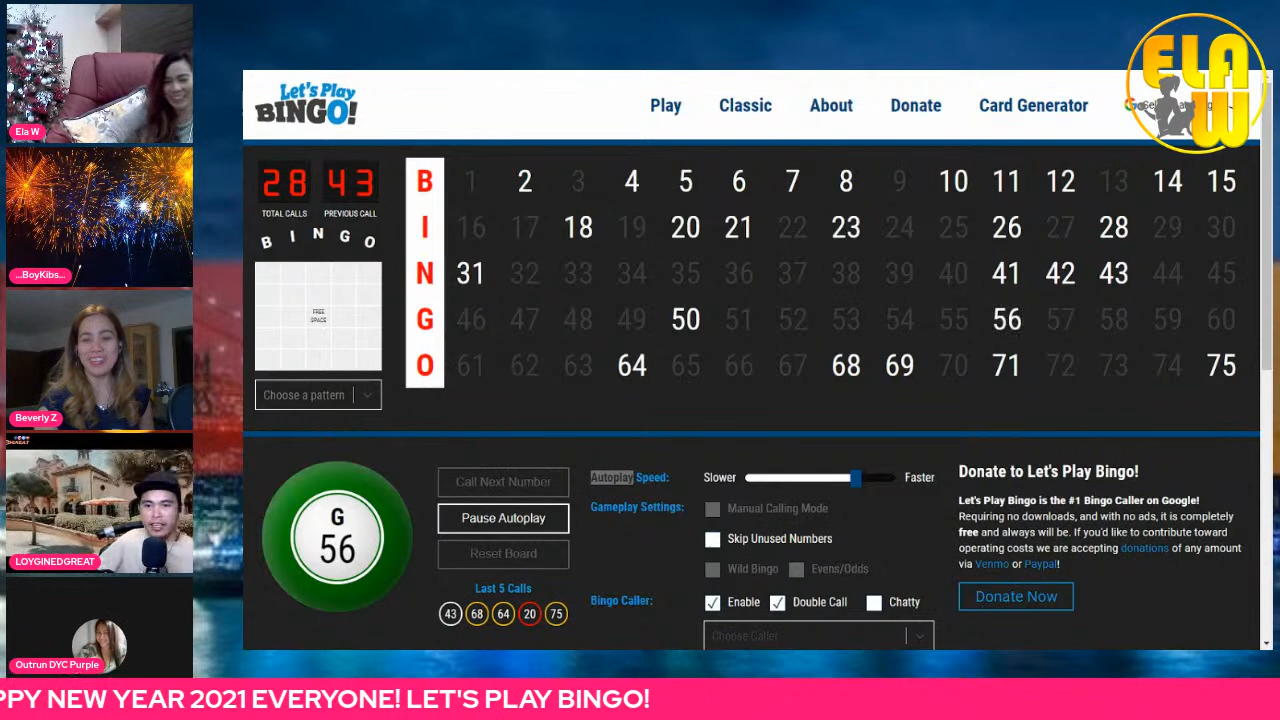 Ela W
...BoyKibs...
Beverly Z
LOYGINEDGREAT
Outrun DYC Purple
Let's Play
BINGO!
Play Classic About Donate Card Generator
ELA
W
28 43
TOTAL CALLS PREVIOUS CALL
B I N G O
FREE
SPACE
Choose a pattern
B 1 2 3 4 5 6 7 8 9 10 11 12 13 14 15
I 16 17 18 19 20 21 22 23 24 25 26 27 28 29 30
N 31 32 33 34 35 36 37 38 39 40 41 42 43 44 45
G 46 47 48 49 50 51 52 53 54 55 56 57 58 59 60
O 61 62 63 64 65 66 67 68 69 70 71 72 73 74 75
G
56
Call Next Number
Pause Autoplay
Reset Board
Last 5 Calls
43 68 64 20 75
Autoplay Speed: Slower Faster
Gameplay Settings: Manual Calling Mode
Skip Unused Numbers
Wild Bingo Evens/Odds
Bingo Caller: Enable Double Call Chatty
Choose Caller
Donate to Let's Play Bingo!
Let's Play Bingo is the #1 Bingo Caller on Google!
Requiring no downloads, and with no ads, it is completely
free and always will be. If you'd like to contribute toward
operating costs we are accepting donations of any amount
via Venmo or Paypal!
Donate Now
PPY NEW YEAR 2021 EVERYONE! LET'S PLAY BINGO!